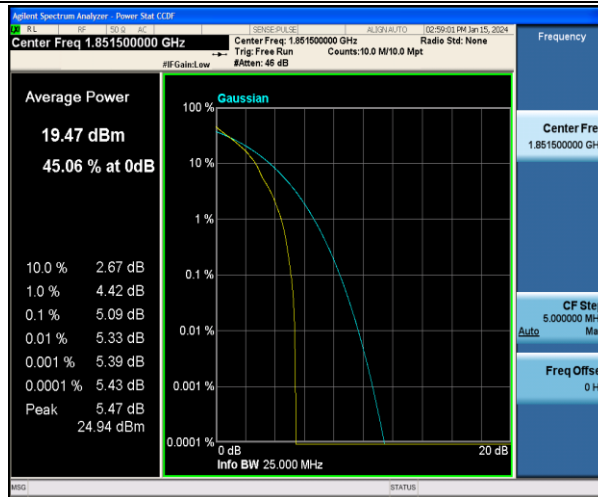 Agilent Spectrum Analyzer - Power Stat CCDF
RL RF 50 Ω AC SENSE:PULSE ALIGN AUTO 02:59:01 PM Jan 15, 2024
Center Freq 1.851500000 GHz
Center Freq: 1.851500000 GHz Radio Std: None
Trig: Free Run Counts:10.0 M/10.0 Mpt
#IFGain:Low #Atten: 46 dB
Frequency
Average Power
19.47 dBm
45.06 % at 0dB
10.0 % 2.67 dB
1.0 % 4.42 dB
0.1 % 5.09 dB
0.01 % 5.33 dB
0.001 % 5.39 dB
0.0001 % 5.43 dB
Peak 5.47 dB
24.94 dBm
Gaussian
100 %
10 %
1 %
0.1 %
0.01 %
0.001 %
0.0001 %
0 dB 20 dB
Info BW 25.000 MHz
Center Fre
1.851500000 GH
CF Ste
5.000000 MH
Auto Ma
Freq Offse
0 H
MSG STATUS